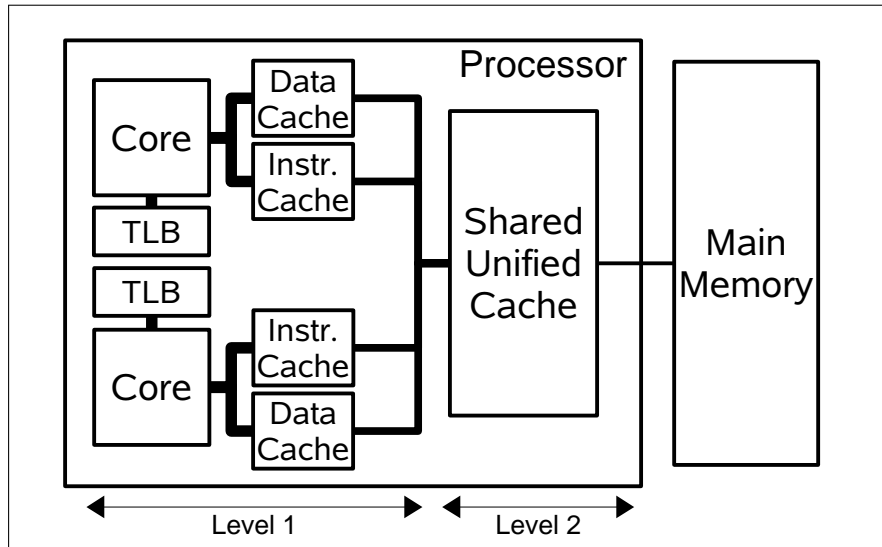 Processor
Core
Data
Cache
Instr.
Cache
TLB
TLB
Core
Instr.
Cache
Data
Cache
Shared
Unified
Cache
Main
Memory
Level 1
Level 2